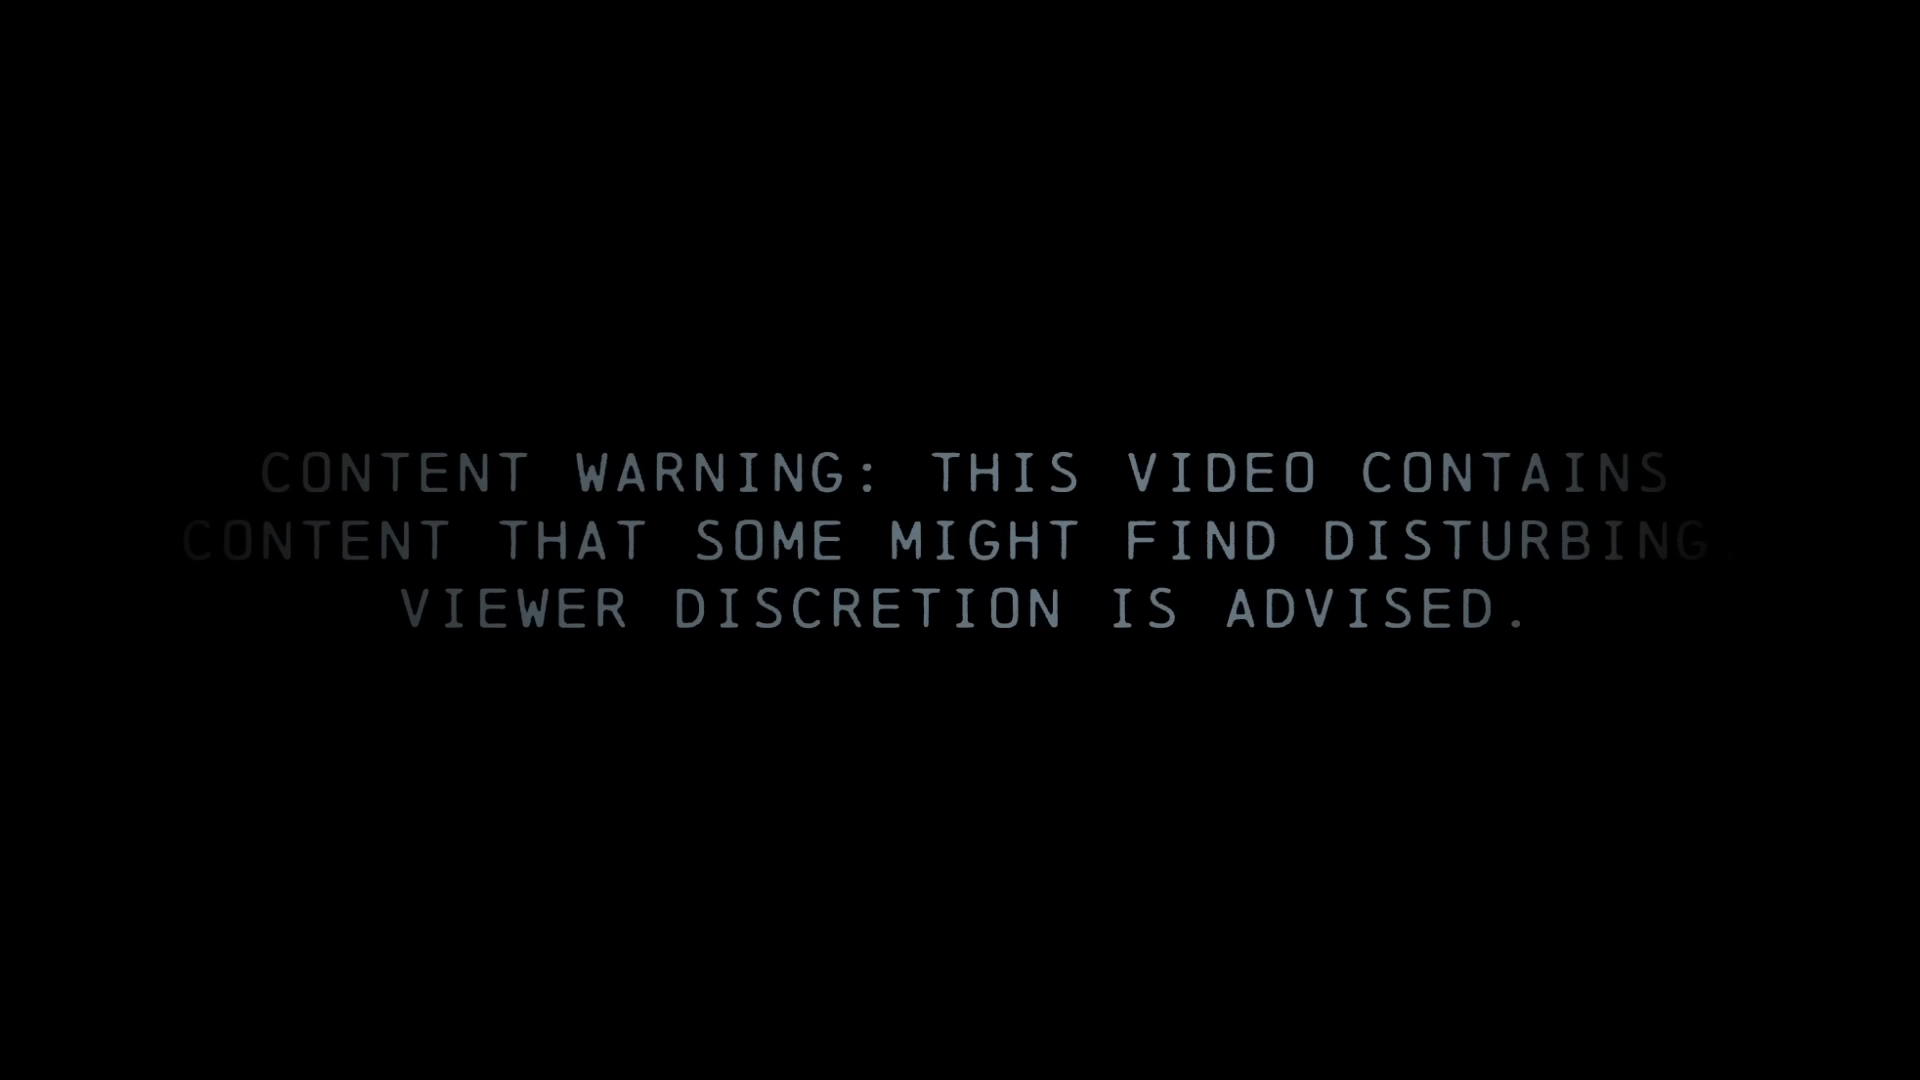 CONTENT WARNING: THIS VIDEO CONTAINS
CONTENT THAT SOME MIGHT FIND DISTURBING.
VIEWER DISCRETION IS ADVISED.